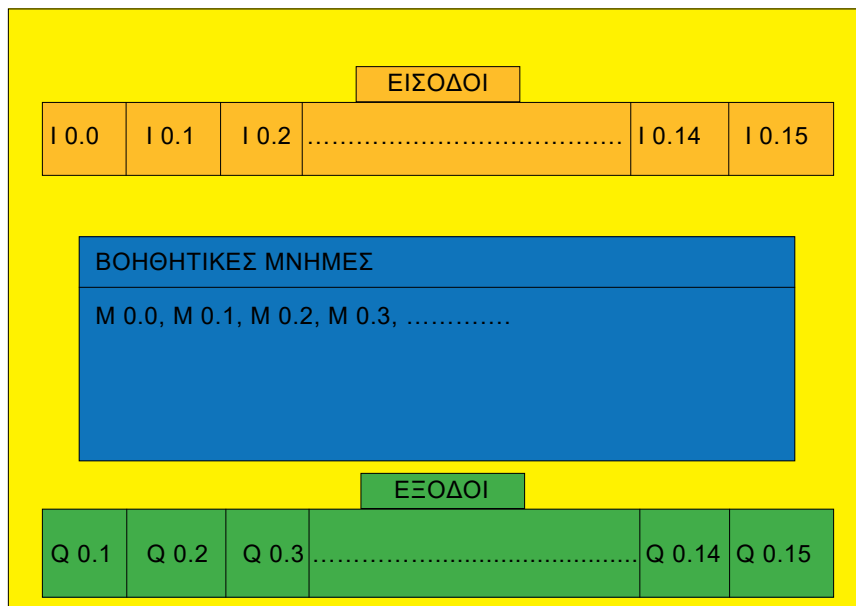 ΕΙΣΟΔΟΙ
I 0.0 I 0.1 I 0.2 ………………………………… I 0.14 I 0.15
ΒΟΗΘΗΤΙΚΕΣ ΜΝΗΜΕΣ
M 0.0, M 0.1, M 0.2, M 0.3, ………….
ΕΞΟΔΟΙ
Q 0.1 Q 0.2 Q 0.3 ……………............................ Q 0.14 Q 0.15